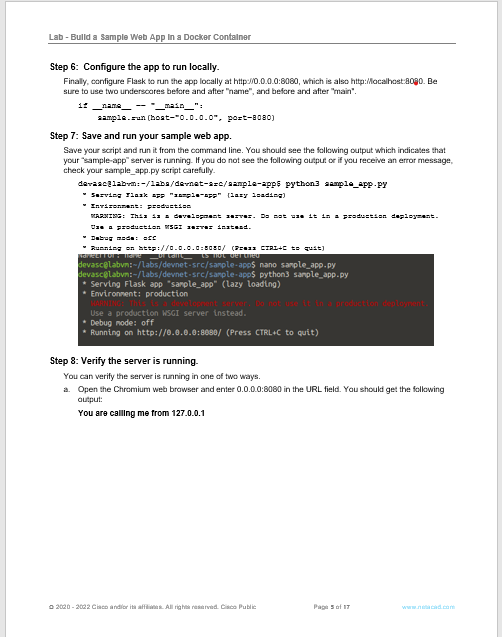 Lab - Build a Sample Web App in a Docker Container
Step 6: Configure the app to run locally.
Finally, configure Flask to run the app locally at http://0.0.0.0:8080, which is also http://localhost:8080. Be
sure to use two underscores before and after "name", and before and after "main".
if __name__ == "__main__":
sample.run(host="0.0.0.0", port=8080)
Step 7: Save and run your sample web app.
Save your script and run it from the command line. You should see the following output which indicates that
your "sample-app" server is running. If you do not see the following output or if you receive an error message,
check your sample_app.py script carefully.
devasc@labvm:~/labs/devnet-src/sample-app$ python3 sample_app.py
* Serving Flask app "sample-app" (lazy loading)
* Environment: production
WARNING: This is a development server. Do not use it in a production deployment.
Use a production WSGI server instead.
* Debug mode: off
* Running on http://0.0.0.0:8080/ (Press CTRL+C to quit)
NameError: name is not defined
devasc@labvm:~/labs/devnet-src/sample-app$ nano sample_app.py
devasc@labvm:~/labs/devnet-src/sample-app$ python3 sample_app.py
* Serving Flask app "sample_app" (lazy loading)
* Environment: production
WARNING: This is a development server. Do not use it in a production deployment.
Use a production WSGI server instead.
* Debug mode: off
* Running on http://0.0.0.0:8080/ (Press CTRL+C to quit)
Step 8: Verify the server is running.
You can verify the server is running in one of two ways.
a. Open the Chromium web browser and enter 0.0.0.0:8080 in the URL field. You should get the following
output:
You are calling me from 127.0.0.1
© 2020 - 2022 Cisco and/or its affiliates. All rights reserved. Cisco Public Page 5 of 17 www.netacad.com